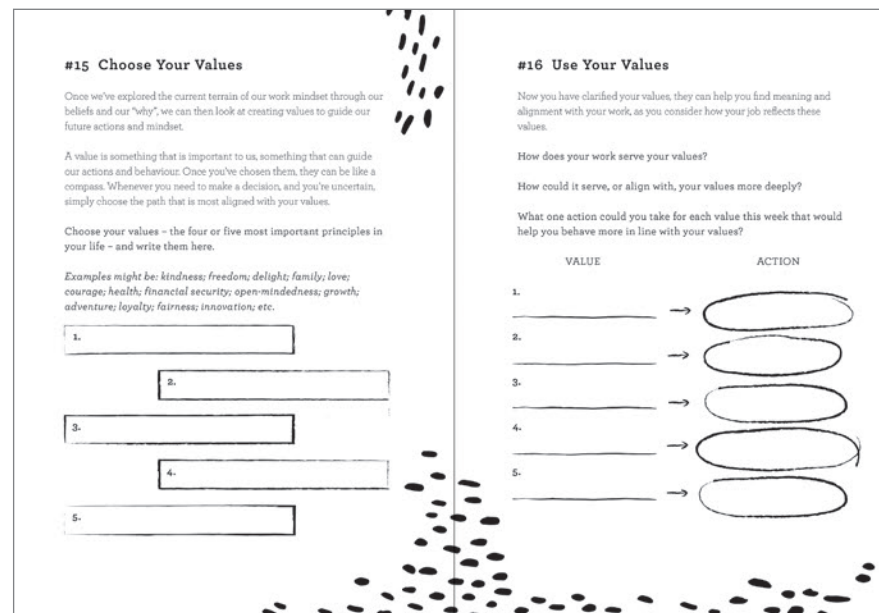 #15 Choose Your Values
Once we've explored the current terrain of our work mindset through our
beliefs and our "why", we can then look at creating values to guide our
future actions and mindset.
A value is something that is important to us, something that can guide
our actions and behaviour. Once you've chosen them, they can be like a
compass. Whenever you need to make a decision, and you're uncertain,
simply choose the path that is most aligned with your values.
Choose your values – the four or five most important principles in
your life – and write them here.
Examples might be: kindness; freedom; delight; family; love;
courage; health; financial security; open-mindedness; growth;
adventure; loyalty; fairness; innovation; etc.
1.
2.
3.
4.
5.
#16 Use Your Values
Now you have clarified your values, they can help you find meaning and
alignment with your work, as you consider how your job reflects these
values.
How does your work serve your values?
How could it serve, or align with, your values more deeply?
What one action could you take for each value this week that would
help you behave more in line with your values?
VALUE ACTION
1.
2.
3.
4.
5.